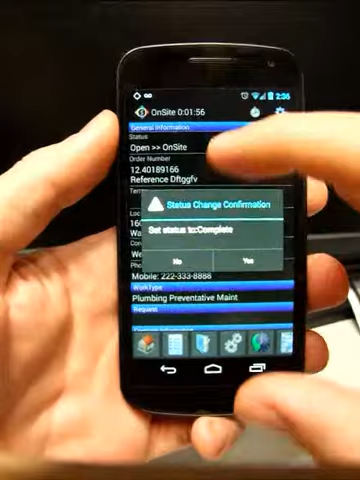 2:56
OnSite 0:01:56
General Information
Status
Open >> OnSite
Order Number
12.40189166
Reference Dftggfv
Status Change Confirmation
Set status to:Complete
No
Yes
Mobile: 222-333-8888
WorkType
Plumbing Preventative Maint
Request